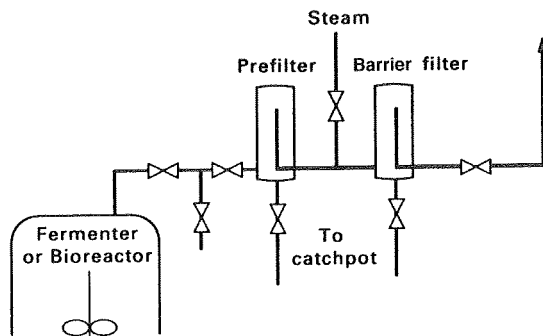 Steam
Prefilter
Barrier filter
Fermenter
or Bioreactor
To
catchpot